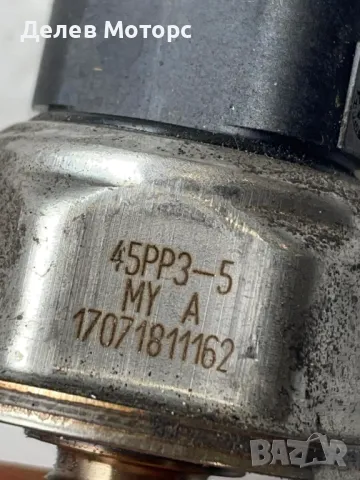 Делев Моторс
45PP3-5
MY A
17071811162
BAZAR